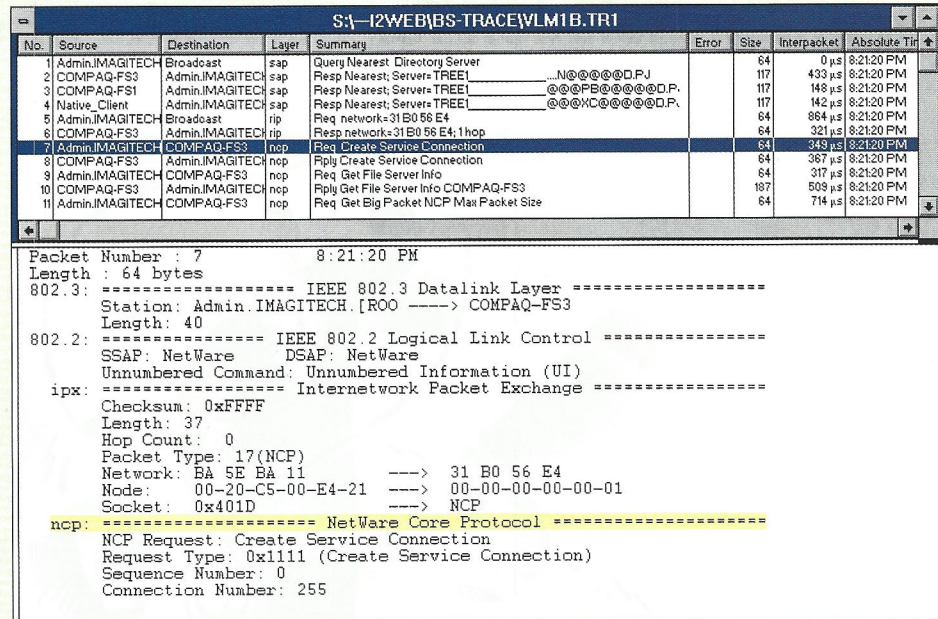 S:\—I2WEB\BS-TRACE\VLM1B.TR1
No. Source Destination Layer Summary Error Size Interpacket Absolute Tir
1 Admin.IMAGITECH Broadcast sap Query Nearest Directory Server 64 0 µs 8:21:20 PM
2 COMPAQ-FS3 Admin.IMAGITECH sap Resp Nearest; Server=TREE1____________....N@@@@@D.PJ 117 433 µs 8:21:20 PM
3 COMPAQ-FS1 Admin.IMAGITECH sap Resp Nearest; Server=TREE1____________@@@PB@@@@@D.P 117 148 µs 8:21:20 PM
4 Native_Client Admin.IMAGITECH sap Resp Nearest; Server=TREE1____________@@@XC@@@@@D.P 117 142 µs 8:21:20 PM
5 Admin.IMAGITECH Broadcast rip Req network=31 B0 56 E4 64 864 µs 8:21:20 PM
6 COMPAQ-FS3 Admin.IMAGITECH rip Resp network=31 B0 56 E4; 1 hop 64 321 µs 8:21:20 PM
7 Admin.IMAGITECH COMPAQ-FS3 ncp Req Create Service Connection 64 349 µs 8:21:20 PM
8 COMPAQ-FS3 Admin.IMAGITECH ncp Rply Create Service Connection 64 367 µs 8:21:20 PM
9 Admin.IMAGITECH COMPAQ-FS3 ncp Req Get File Server Info 64 317 µs 8:21:20 PM
10 COMPAQ-FS3 Admin.IMAGITECH ncp Rply Get File Server Info COMPAQ-FS3 187 509 µs 8:21:20 PM
11 Admin.IMAGITECH COMPAQ-FS3 ncp Req Get Big Packet NCP Max Packet Size 64 714 µs 8:21:20 PM
Packet Number : 7 8:21:20 PM
Length : 64 bytes
802.3: =================== IEEE 802.3 Datalink Layer ===================
Station: Admin.IMAGITECH.[ROO ----> COMPAQ-FS3
Length: 40
802.2: ================ IEEE 802.2 Logical Link Control ================
SSAP: NetWare DSAP: NetWare
Unnumbered Command: Unnumbered Information (UI)
ipx: ================== Internetwork Packet Exchange =================
Checksum: 0xFFFF
Length: 37
Hop Count: 0
Packet Type: 17(NCP)
Network: BA 5E BA 11 ---> 31 B0 56 E4
Node: 00-20-C5-00-E4-21 ---> 00-00-00-00-00-01
Socket: 0x401D ---> NCP
ncp: ===================== NetWare Core Protocol =====================
NCP Request: Create Service Connection
Request Type: 0x1111 (Create Service Connection)
Sequence Number: 0
Connection Number: 255